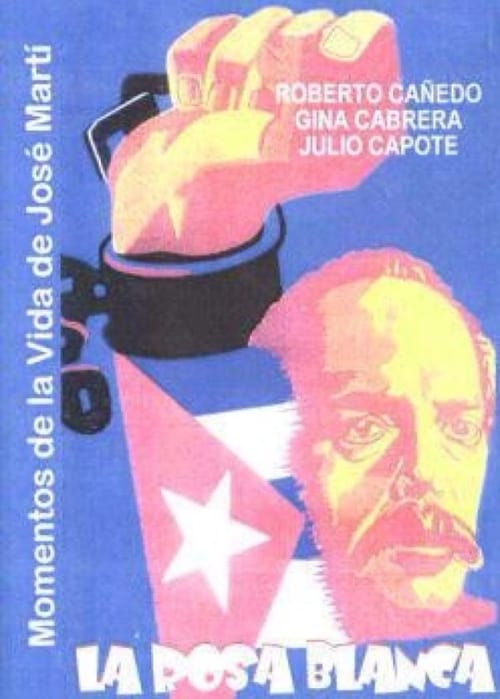 Momentos de la Vida de José Martí
ROBERTO CAÑEDO
GINA CABRERA
JULIO CAPOTE
LA ROSA BLANCA